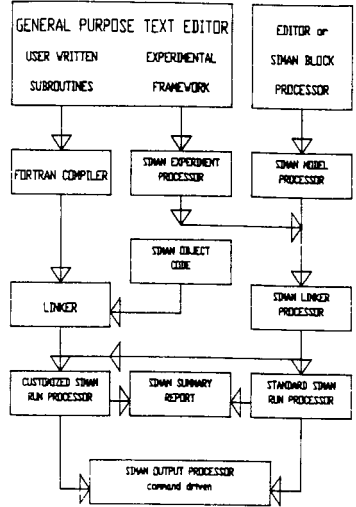 GENERAL PURPOSE TEXT EDITOR
USER WRITTEN
SUBROUTINES
EXPERIMENTAL
FRAMEWORK
EDITOR or
SIMAN BLOCK
PROCESSOR
FORTRAN COMPILER
SIMAN EXPERIMENT
PROCESSOR
SIMAN MODEL
PROCESSOR
SIMAN OBJECT
CODE
LINKER
SIMAN LINKER
PROCESSOR
CUSTOMIZED SIMAN
RUN PROCESSOR
SIMAN SUMMARY
REPORT
STANDARD SIMAN
RUN PROCESSOR
SIMAN OUTPUT PROCESSOR
command driven